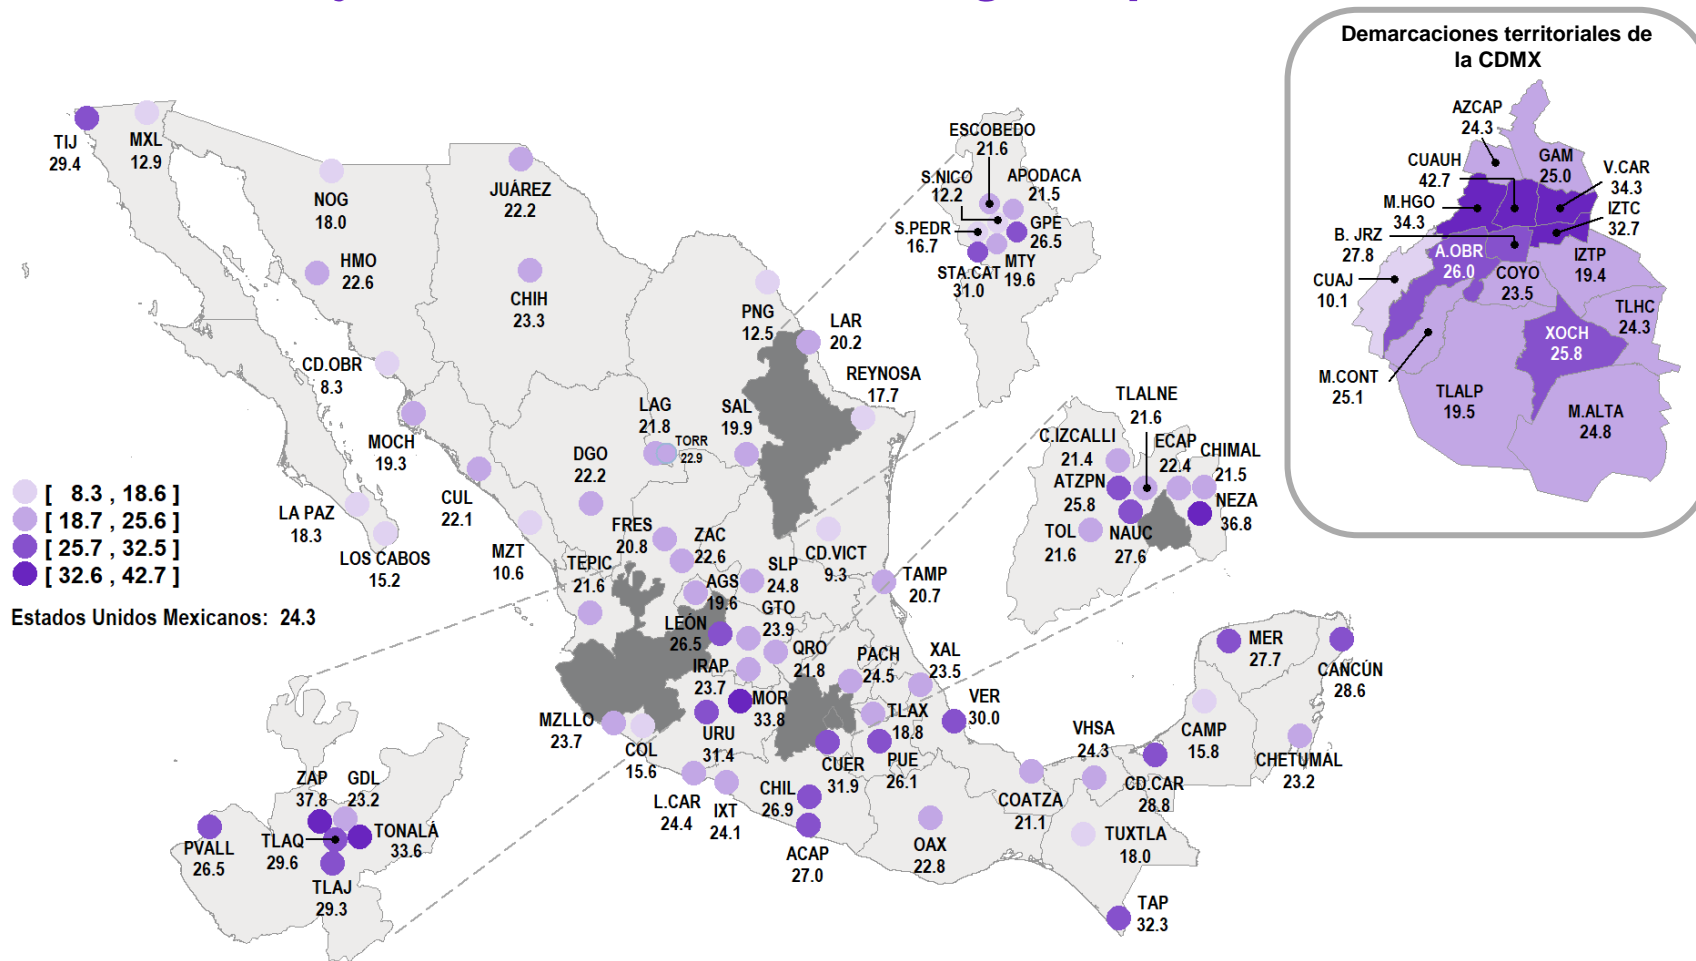 Demarcaciones territoriales de
la CDMX
AZCAP
24.3
CUAUH
42.7
GAM
25.0
V.CAR
34.3
M.HGO
34.3
IZTC
32.7
B. JRZ
27.8
A.OBR
26.0
IZTP
19.4
CUAJ
10.1
COYO
23.5
TLHC
24.3
XOCH
25.8
M.CONT
25.1
TLALP
19.5
M.ALTA
24.8
TIJ
29.4
MXL
12.9
NOG
18.0
JUÁREZ
22.2
HMO
22.6
CHIH
23.3
CD.OBR
8.3
MOCH
19.3
CUL
22.1
LA PAZ
18.3
LOS CABOS
15.2
MZT
10.6
DGO
22.2
LAG
21.8
TORR
22.9
SAL
19.9
PNG
12.5
LAR
20.2
REYNOSA
17.7
ESCOBEDO
21.6
S.NICO
12.2
APODACA
21.5
S.PEDR
16.7
GPE
26.5
STA.CAT
31.0
MTY
19.6
FRES
20.8
ZAC
22.6
TEPIC
21.6
AGS
19.6
SLP
24.8
CD.VICT
9.3
TAMP
20.7
LEÓN
26.5
GTO
23.9
IRAP
23.7
QRO
21.8
PACH
24.5
XAL
23.5
MOR
33.8
URU
31.4
MZLLO
23.7
COL
15.6
TLAX
18.8
VER
30.0
CUER
31.9
PUE
26.1
L.CAR
24.4
IXT
24.1
CHIL
26.9
ACAP
27.0
OAX
22.8
COATZA
21.1
VHSA
24.3
CD.CAR
28.8
TUXTLA
18.0
TAP
32.3
MER
27.7
CANCÚN
28.6
CAMP
15.8
CHETUMAL
23.2
TLALNE
21.6
C.IZCALLI
21.4
ECAP
22.4
CHIMAL
21.5
ATZPN
25.8
NEZA
36.8
TOL
21.6
NAUC
27.6
ZAP
37.8
GDL
23.2
PVALL
26.5
TLAQ
29.6
TONALÁ
33.6
TLAJ
29.3
[ 8.3 , 18.6 ]
[ 18.7 , 25.6 ]
[ 25.7 , 32.5 ]
[ 32.6 , 42.7 ]
Estados Unidos Mexicanos: 24.3